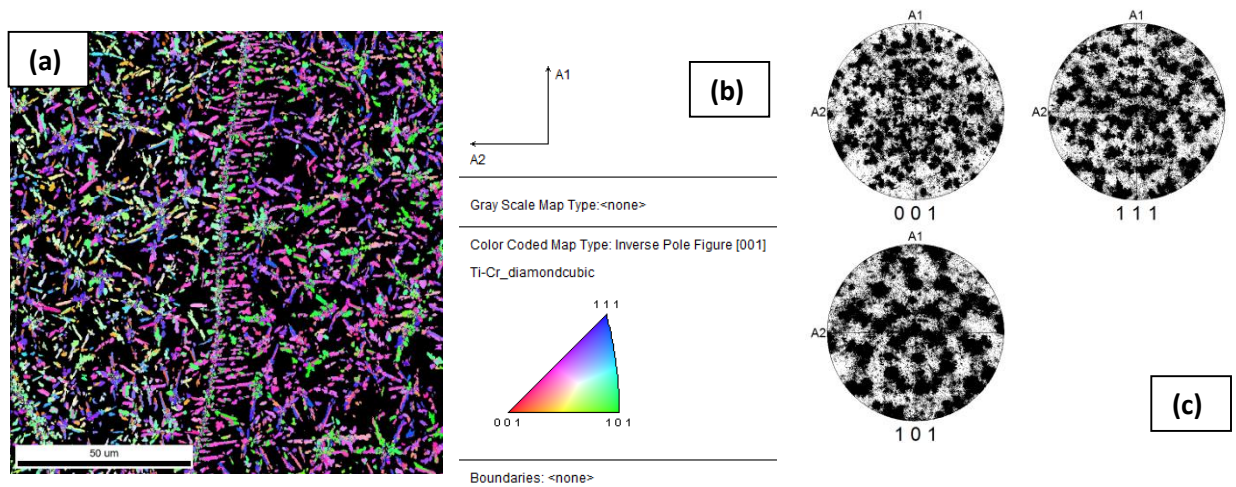 (a)
50 um
A1
A2
(b)
Gray Scale Map Type:<none>
Color Coded Map Type: Inverse Pole Figure [001]
Ti-Cr_diamondcubic
1 1 1
0 0 1
1 0 1
Boundaries: <none>
A1
A2
0 0 1
A1
A2
1 1 1
A1
A2
1 0 1
(c)